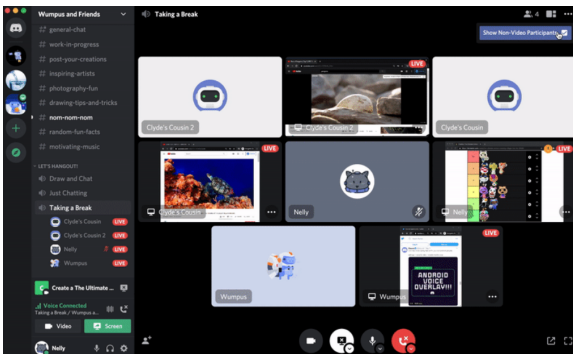 Wumpus and Friends
Taking a Break
4
Show Non-Video Participants
general-chat
work-in-progress
post-your-creations
inspiring-artists
photography-fun
drawing-tips-and-tricks
nom-nom-nom
random-fun-facts
motivating-music
LET'S HANGOUT!
Draw and Chat
Just Chatting
Taking a Break
Clyde's Cousin LIVE
Clyde's Cousin 2 LIVE
Nelly LIVE
Wumpus LIVE
Create a The Ultimate ...
Voice Connected
Taking a Break / Wumpus a...
Video
Screen
Nelly
Clyde's Cousin 2
LIVE
Clyde's Cousin 2
Clyde's Cousin
LIVE
Clyde's Cousin
Nelly
LIVE
Nelly
Wumpus
LIVE
ANDROID
VOICE
OVERLAY!!!
Wumpus